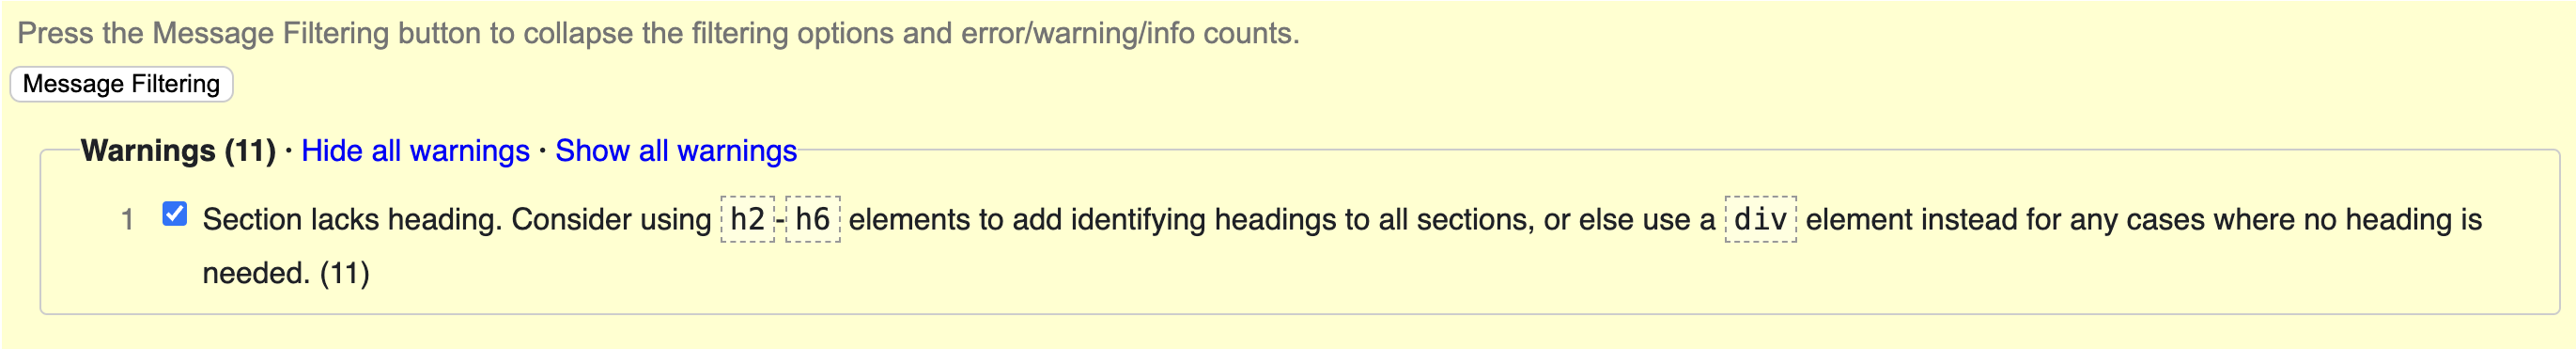 Press the Message Filtering button to collapse the filtering options and error/warning/info counts.
Message Filtering
Warnings (11) · Hide all warnings · Show all warnings
1 Section lacks heading. Consider using h2-h6 elements to add identifying headings to all sections, or else use a div element instead for any cases where no heading is
needed. (11)